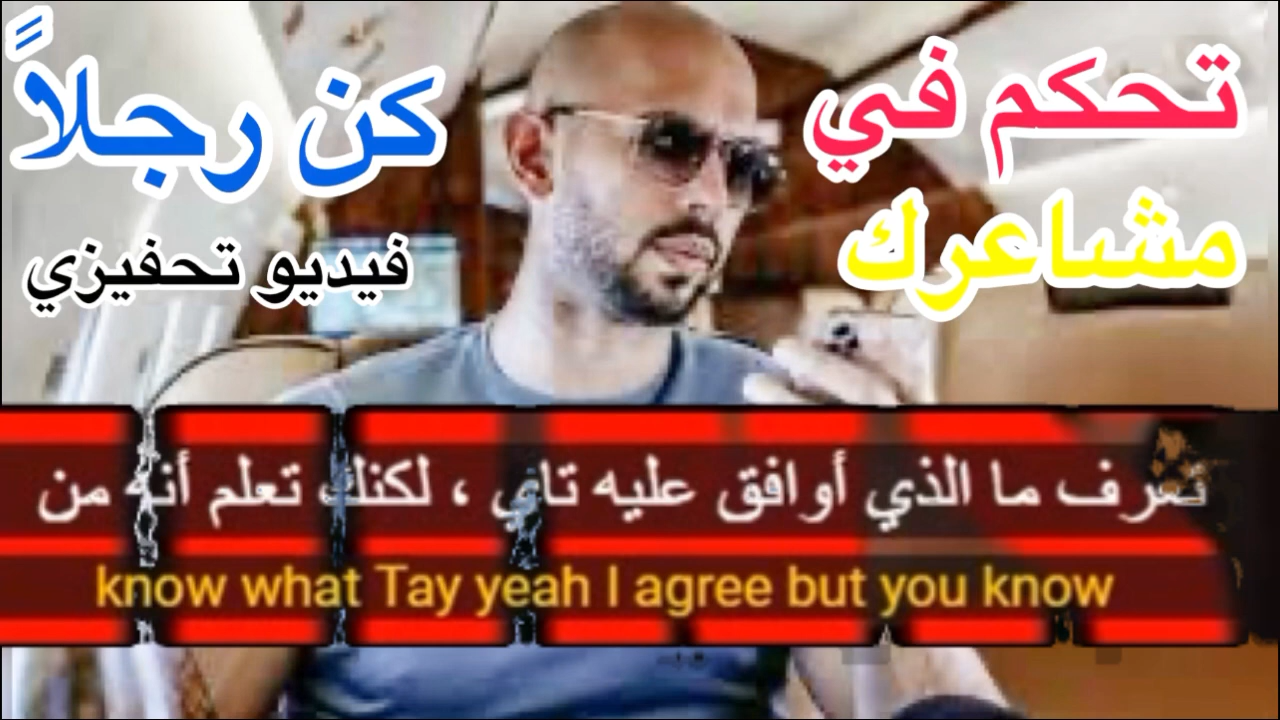 تحكم في
مشاعرك
كن رجلاً
فيديو تحفيزي
تعرف ما الذي أوافق عليه تاي ، لكنك تعلم أنه من
know what Tay yeah I agree but you know